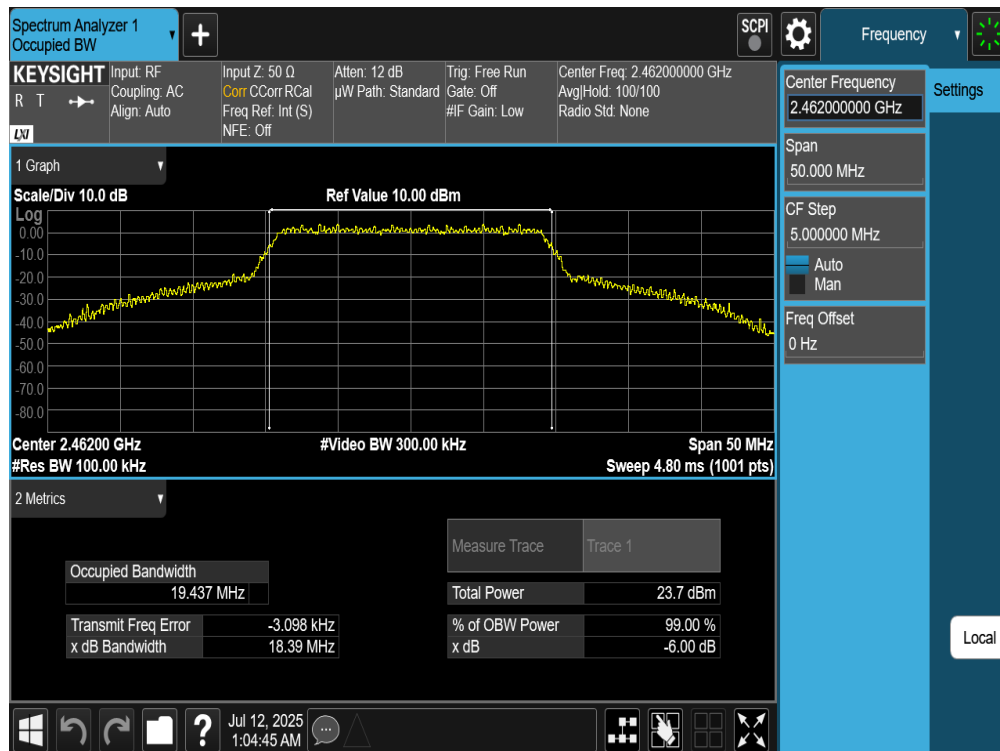 Spectrum Analyzer 1
Occupied BW
+
SCPI
Frequency
KEYSIGHT
R T
LXI
Input: RF
Coupling: AC
Align: Auto
Input Z: 50 Ω
Corr CCorr RCal
Freq Ref: Int (S)
NFE: Off
Atten: 12 dB
µW Path: Standard
Trig: Free Run
Gate: Off
#IF Gain: Low
Center Freq: 2.462000000 GHz
Avg|Hold: 100/100
Radio Std: None
Center Frequency
2.462000000 GHz
Settings
Span
50.000 MHz
CF Step
5.000000 MHz
Auto
Man
Freq Offset
0 Hz
Local
1 Graph
Scale/Div 10.0 dB
Ref Value 10.00 dBm
Log
0.00
-10.0
-20.0
-30.0
-40.0
-50.0
-60.0
-70.0
-80.0
Center 2.46200 GHz
#Video BW 300.00 kHz
Span 50 MHz
#Res BW 100.00 kHz
Sweep 4.80 ms (1001 pts)
2 Metrics
Measure Trace
Trace 1
Occupied Bandwidth
19.437 MHz
Total Power
23.7 dBm
Transmit Freq Error
-3.098 kHz
% of OBW Power
99.00 %
x dB Bandwidth
18.39 MHz
x dB
-6.00 dB
?
Jul 12, 2025
1:04:45 AM